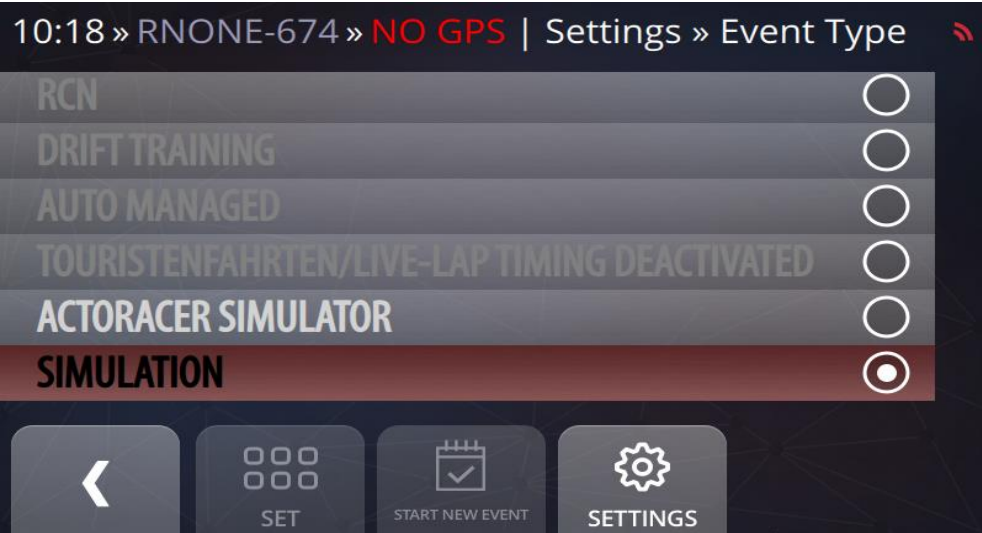 10:18 » RNONE-674 » NO GPS | Settings » Event Type
RCN
DRIFT TRAINING
AUTO MANAGED
TOURISTENFAHRTEN/LIVE-LAP TIMING DEACTIVATED
ACTORACER SIMULATOR
SIMULATION
SET
START NEW EVENT
SETTINGS